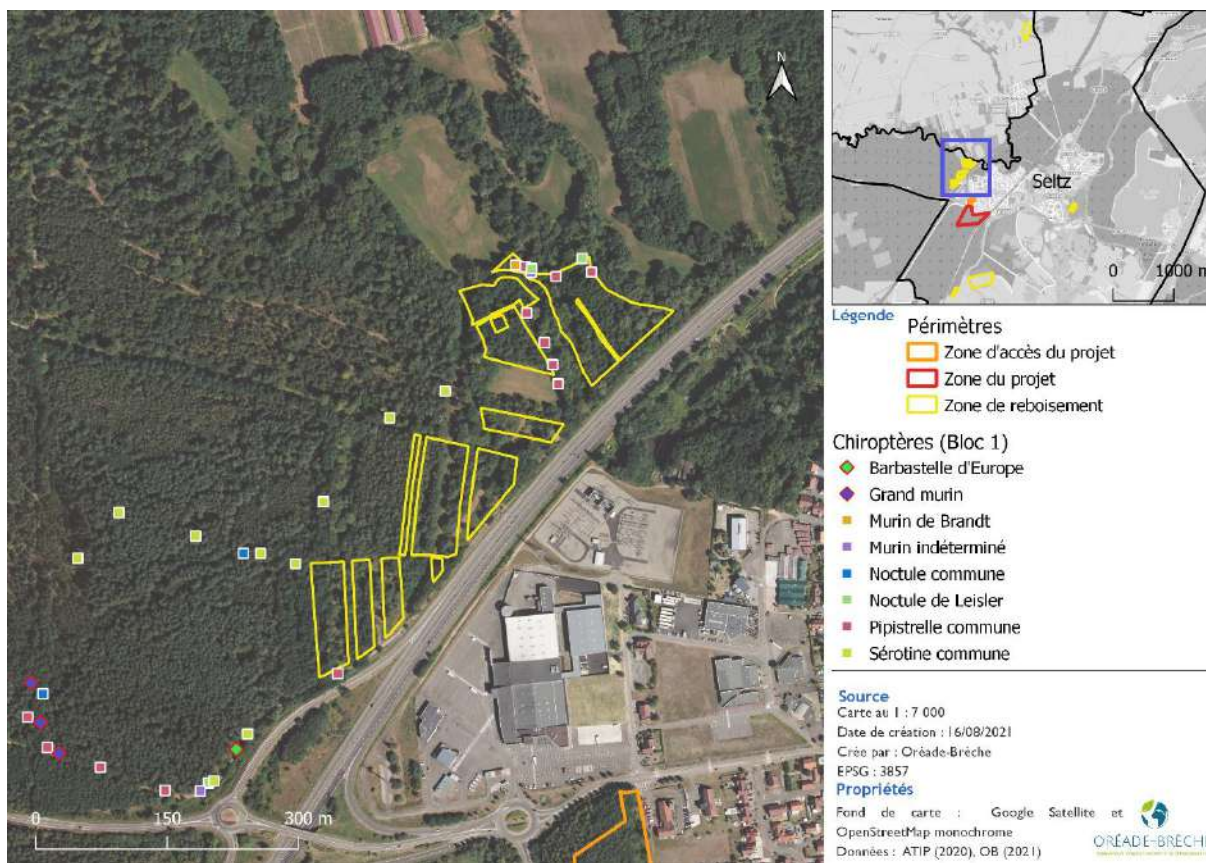 N
0 150 300 m
Seltz
0 1000 m
Légende
Périmètres
Zone d'accès du projet
Zone du projet
Zone de reboisement
Chiroptères (Bloc 1)
Barbastelle d'Europe
Grand murin
Murin de Brandt
Murin indéterminé
Noctule commune
Noctule de Leisler
Pipistrelle commune
Sérotine commune
Source
Carte au 1 : 7 000
Date de création : 16/08/2021
Crée par : Oréade-Brèche
EPSG : 3857
Propriétés
Fond de carte : Google Satellite et
OpenStreetMap monochrome
Données : ATIP (2020), OB (2021)
ORÉADE-BRÈCHE